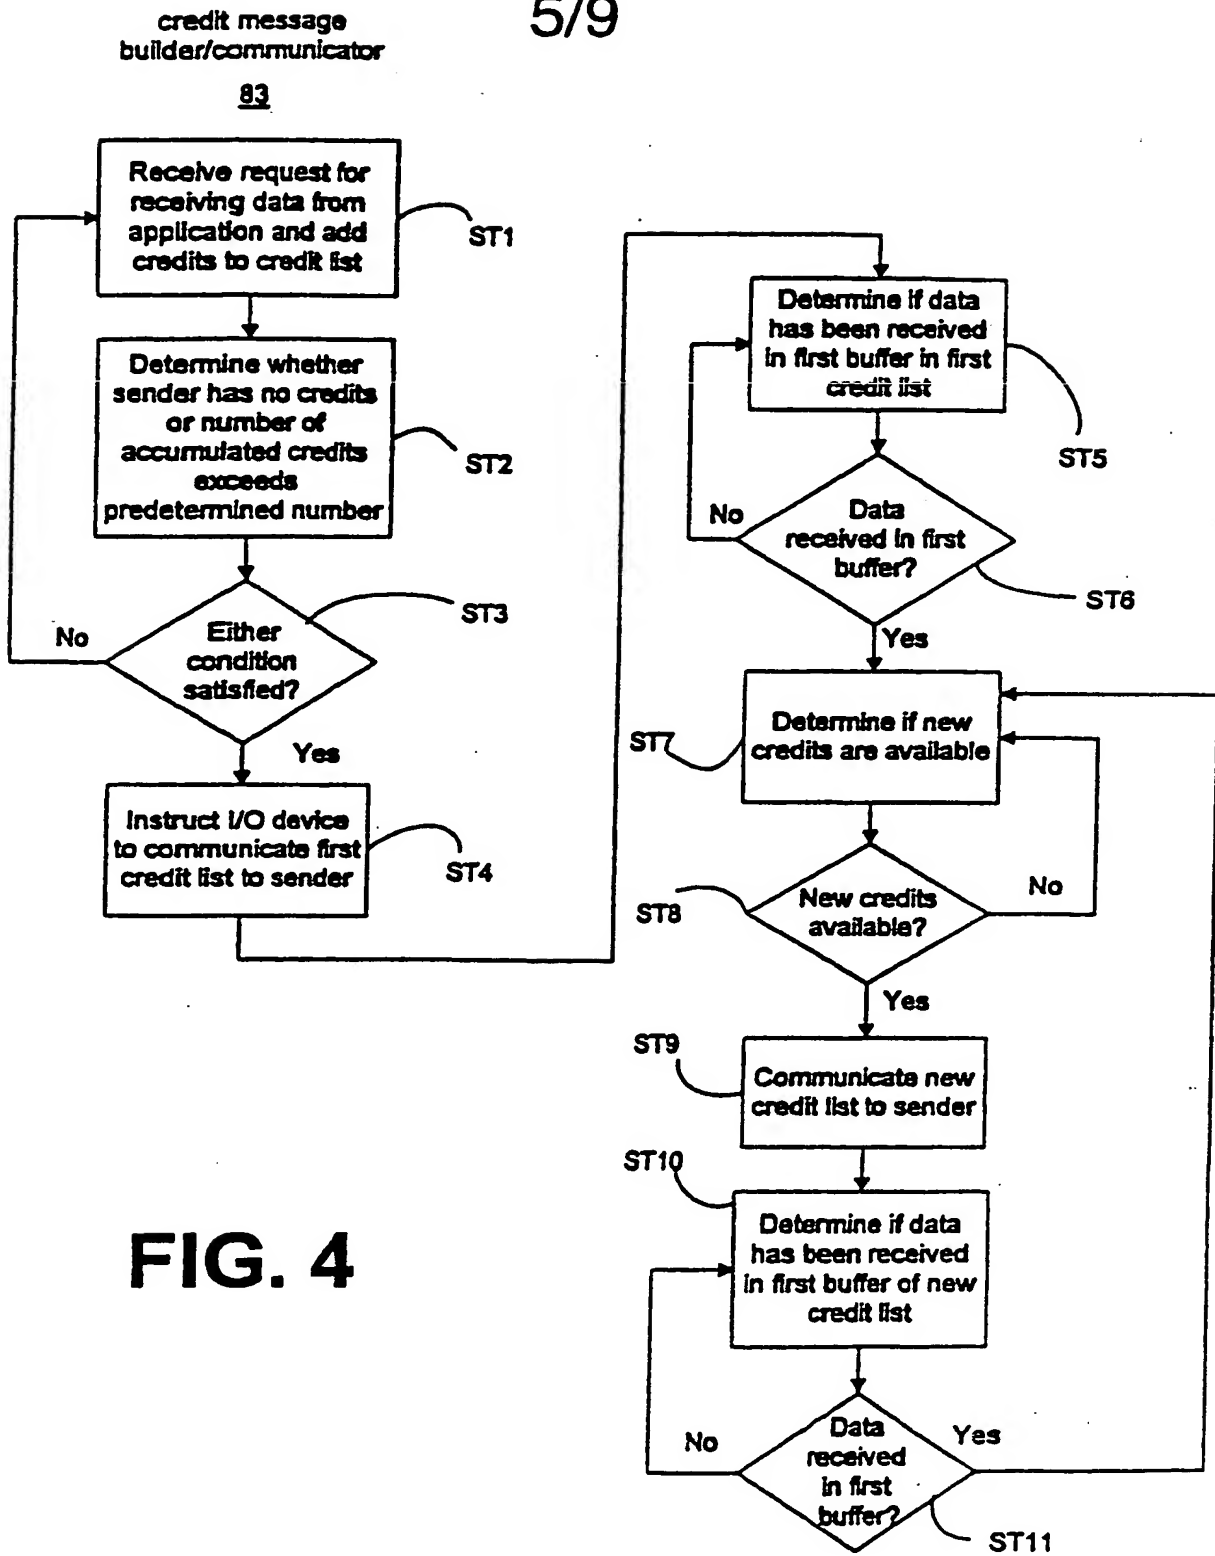 5/9
credit message
builder/communicator
83
Receive request for
receiving data from
application and add
credits to credit list
ST1
Determine whether
sender has no credits
or number of
accumulated credits
exceeds
predetermined number
ST2
Either
condition
satisfied?
ST3
No
Yes
Instruct I/O device
to communicate first
credit list to sender
ST4
Determine if data
has been received
in first buffer in first
credit list
ST5
Data
received in first
buffer?
ST6
No
Yes
Determine if new
credits are available
ST7
New credits
available?
ST8
No
Yes
Communicate new
credit list to sender
ST9
Determine if data
has been received
in first buffer of new
credit list
ST10
Data
received
in first
buffer?
ST11
No
Yes
FIG. 4